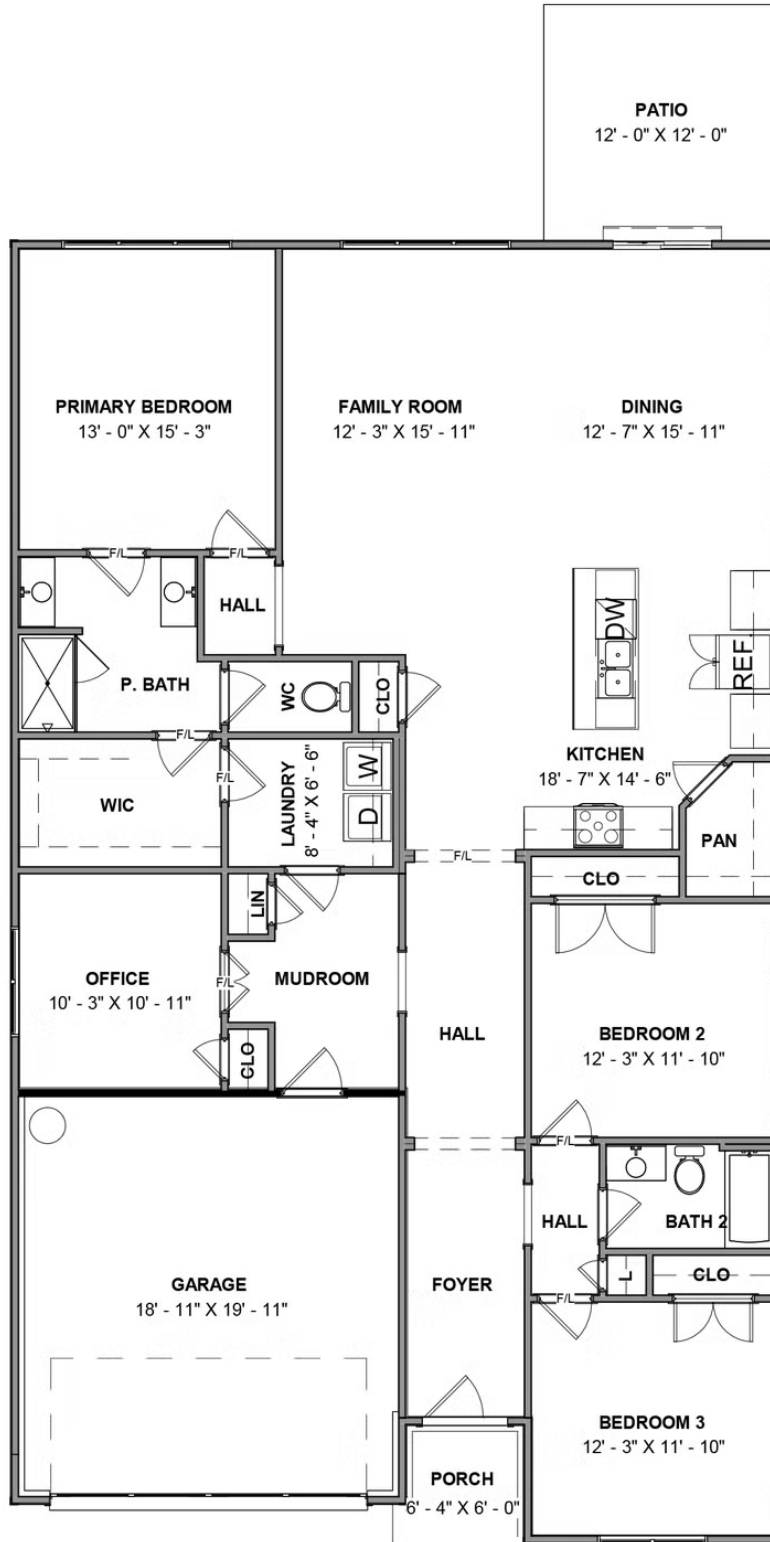 PATIO
12' - 0" X 12' - 0"
PRIMARY BEDROOM
13' - 0" X 15' - 3"
FAMILY ROOM
12' - 3" X 15' - 11"
DINING
12' - 7" X 15' - 11"
F/L
F/L
HALL
DW
REF.
P. BATH
WC
CLO
F/L
KITCHEN
18' - 7" X 14' - 6"
WIC
F/L
LAUNDRY
8' - 4" X 6' - 6"
W
D
PAN
F/L
CLO
LIN
OFFICE
10' - 3" X 10' - 11"
F/L
MUDROOM
CLO
HALL
BEDROOM 2
12' - 3" X 11' - 10"
F/L
HALL
BATH 2
L
CLO
F/L
GARAGE
18' - 11" X 19' - 11"
FOYER
BEDROOM 3
12' - 3" X 11' - 10"
PORCH
6' - 4" X 6' - 0"